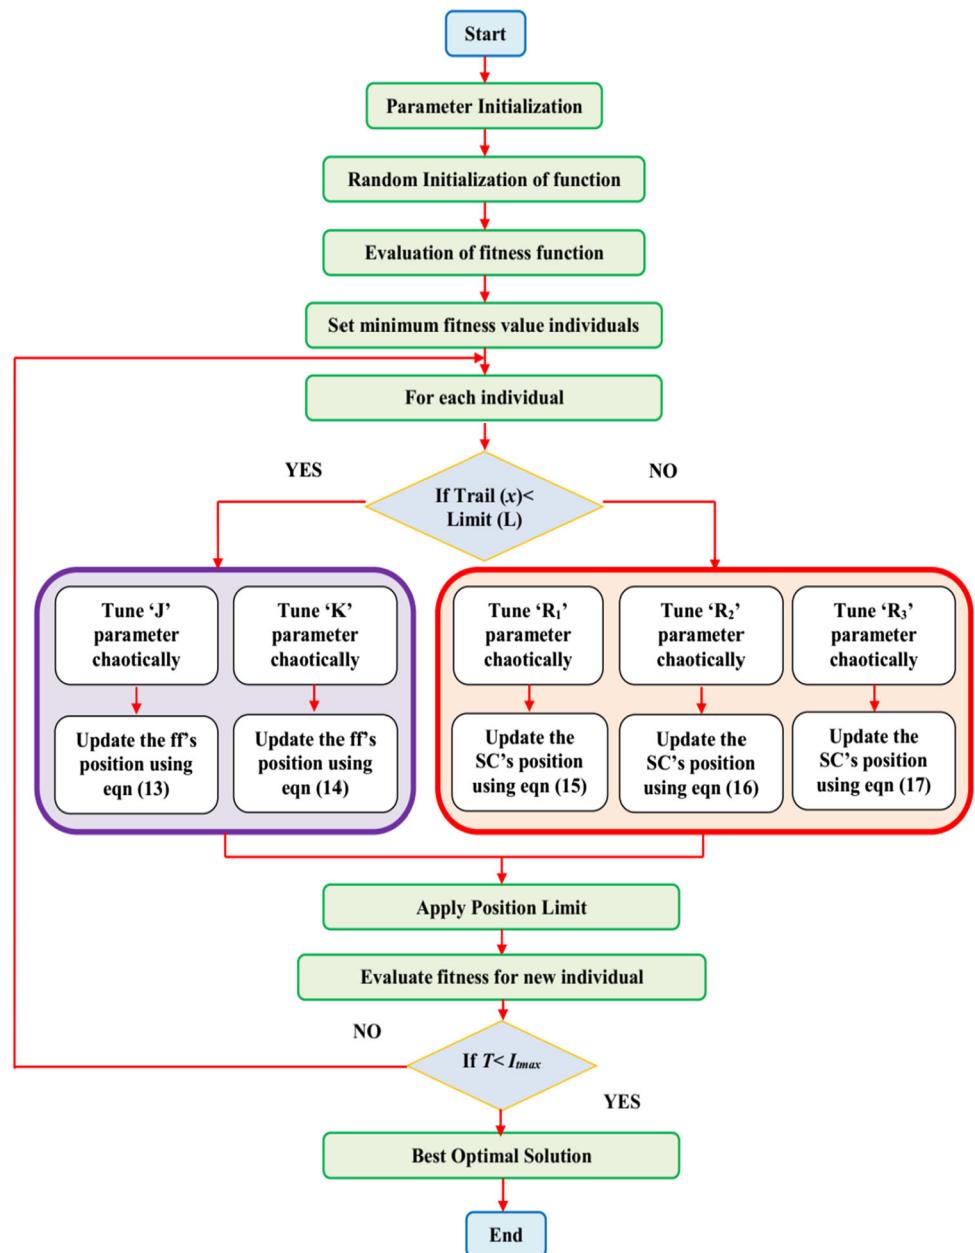 Start
Parameter Initialization
Random Initialization of function
Evaluation of fitness function
Set minimum fitness value individuals
For each individual
YES
NO
If Trail (x)<
Limit (L)
Tune ‘J’
parameter
chaotically
Tune ‘K’
parameter
chaotically
Tune ‘R₁’
parameter
chaotically
Tune ‘R₂’
parameter
chaotically
Tune ‘R₃’
parameter
chaotically
Update the ff’s
position using
eqn (13)
Update the ff’s
position using
eqn (14)
Update the
SC’s position
using eqn (15)
Update the
SC’s position
using eqn (16)
Update the
SC’s position
using eqn (17)
Apply Position Limit
Evaluate fitness for new individual
NO
If T< Itmax
YES
Best Optimal Solution
End